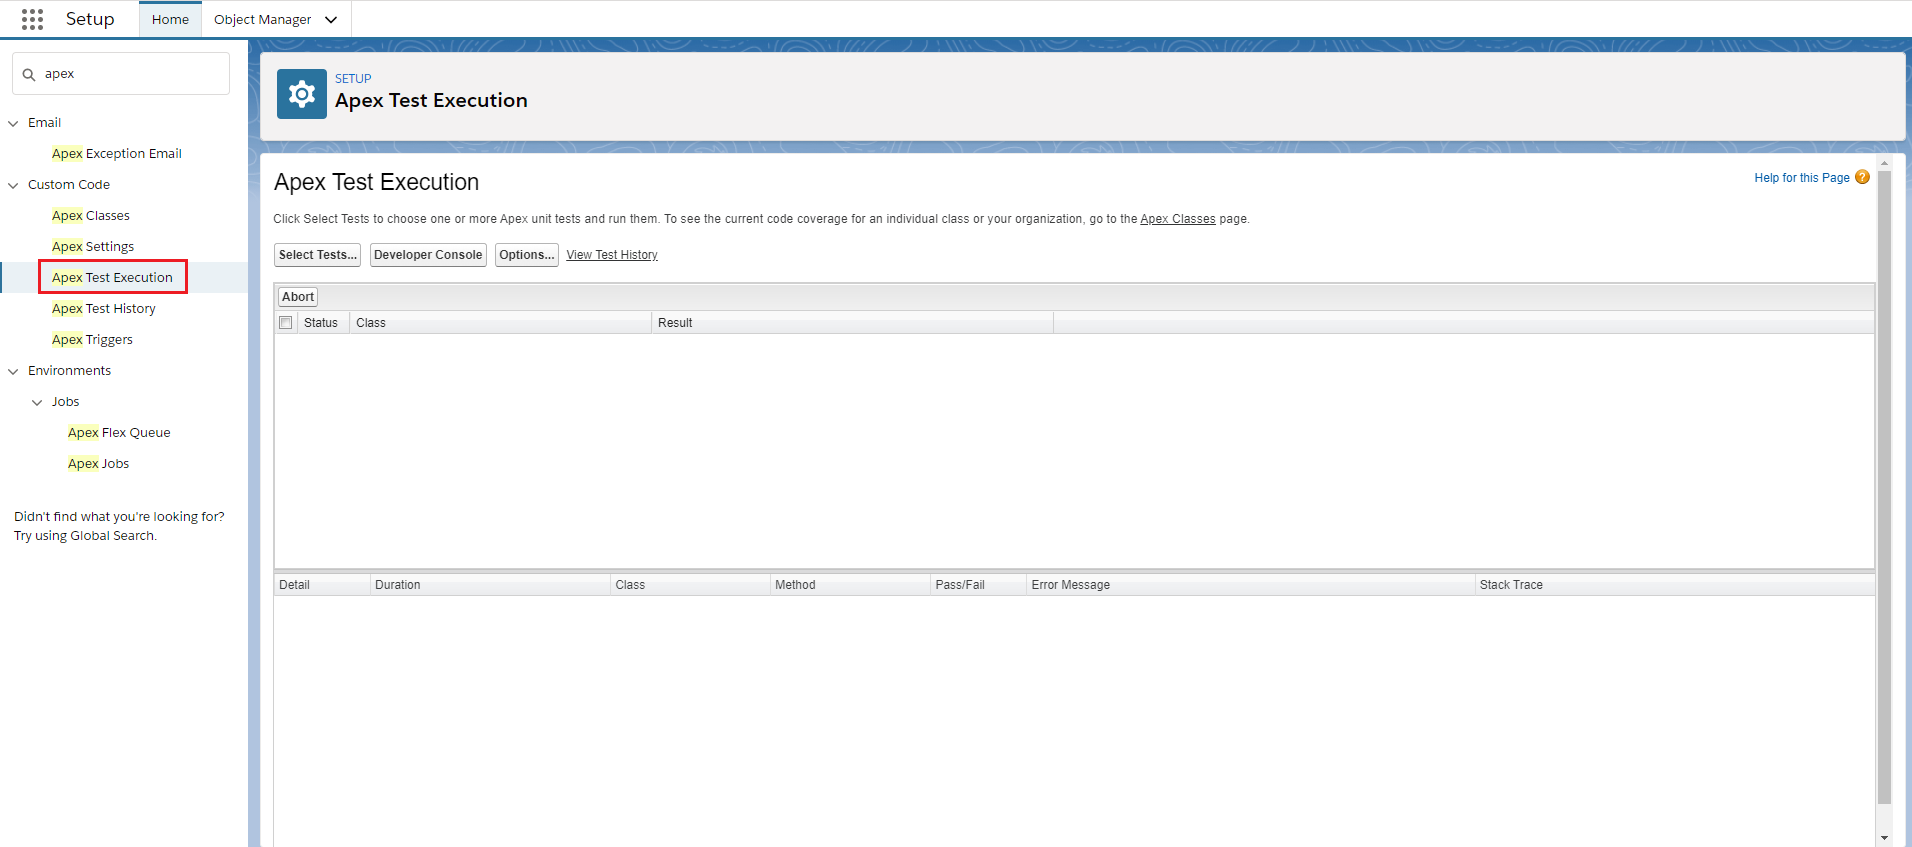 Setup
Home
Object Manager
apex
Email
Apex Exception Email
Custom Code
Apex Classes
Apex Settings
Apex Test Execution
Apex Test History
Apex Triggers
Environments
Jobs
Apex Flex Queue
Apex Jobs
Didn't find what you're looking for?
Try using Global Search.
SETUP
Apex Test Execution
Apex Test Execution
Help for this Page ?
Click Select Tests to choose one or more Apex unit tests and run them. To see the current code coverage for an individual class or your organization, go to the Apex Classes page.
Select Tests... Developer Console Options... View Test History
Abort
Status Class Result
Detail Duration Class Method Pass/Fail Error Message Stack Trace